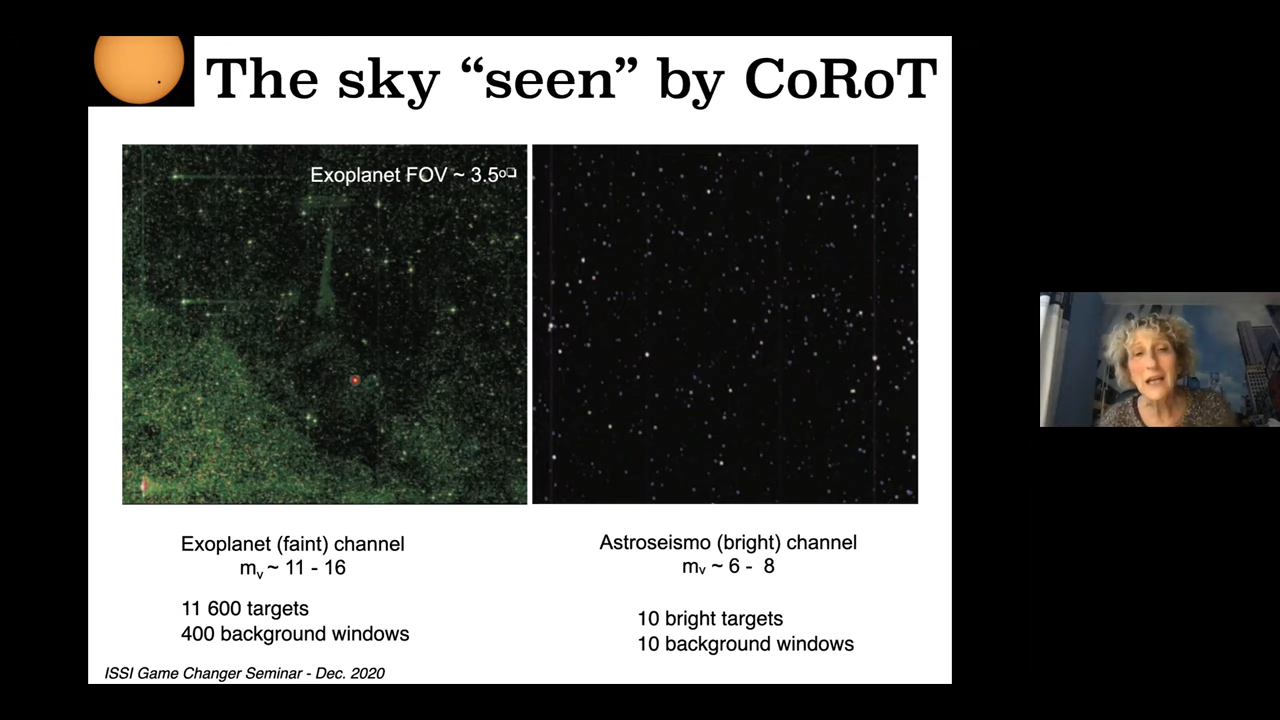 The sky “seen” by CoRoT
Exoplanet FOV ~ 3.5º❑
Exoplanet (faint) channel
mv ~ 11 - 16
11 600 targets
400 background windows
Astroseismo (bright) channel
mv ~ 6 - 8
10 bright targets
10 background windows
ISSI Game Changer Seminar - Dec. 2020